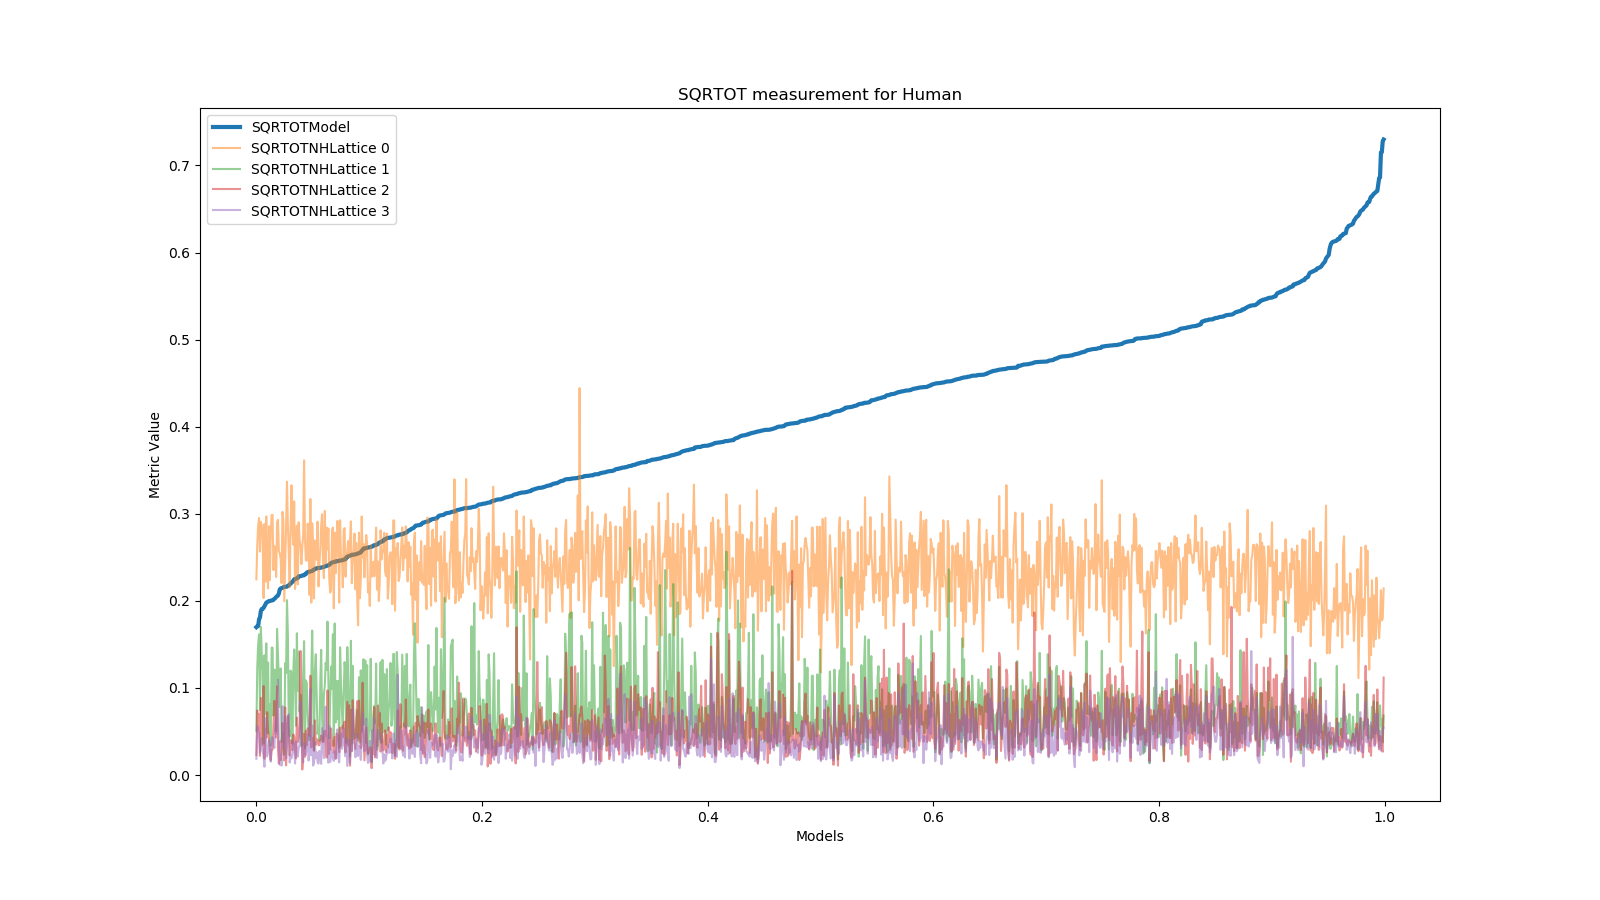 SQRTOT measurement for Human
SQRTOTModel
SQRTOTNHLattice 0
SQRTOTNHLattice 1
SQRTOTNHLattice 2
SQRTOTNHLattice 3
0.7
0.6
0.5
0.4
0.3
0.2
0.1
0.0
Metric Value
0.0 0.2 0.4 0.6 0.8 1.0
Models